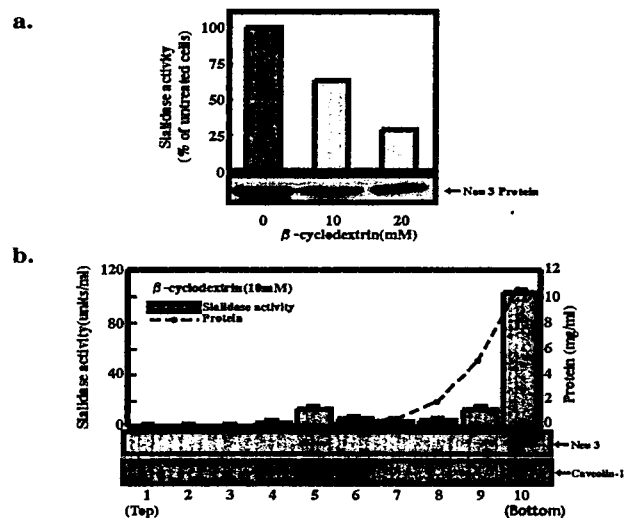 a.
Sialidase activity
(% of untreated cells)
100
75
50
25
0
Neu 3 Protein
0 10 20
β-cyclodextrin(mM)
b.
Sialidase activity(units/ml)
120
80
40
0
β-cyclodextrin(10mM)
Sialidase activity
Protein
12
10
8
6
4
2
0
Protein (mg/ml)
Neu 3
Caveolin-1
1 2 3 4 5 6 7 8 9 10
(Top) (Bottom)